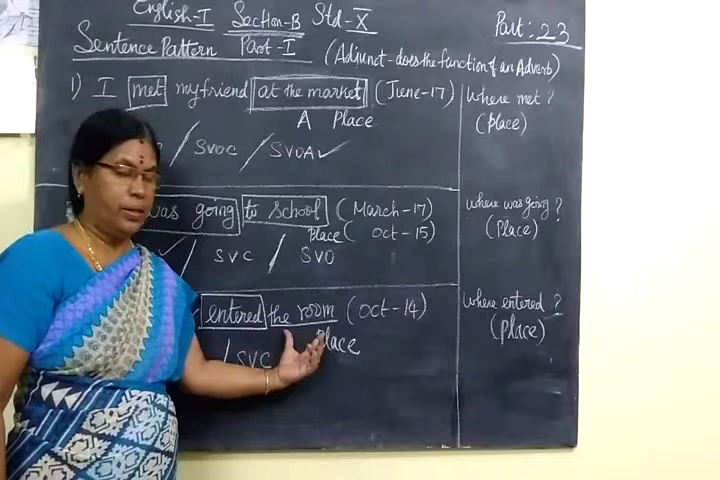 English-I Section-B Std-X
Part: 23
Sentence Pattern Part-I
(Adjunct-does the function of an Adverb)
1) I met my friend at the market (June-17)
Where met?
A Place
(place)
/ SVOC / SVOA ✓
was going to school (March-17)
where was going?
place (Oct-15)
(Place)
✓ / SVC / SVO
entered the room (Oct-14)
Where entered?
Place
(place)
/ SVC